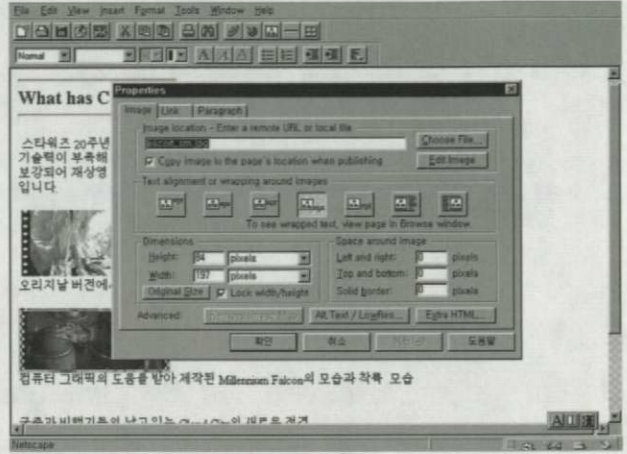 File Edit View Insert Format Tools Window Help
Normal
What has C
스타워즈 20주년
기술력이 부족해
보강되어 재상영
입니다.
오리지날 버전에
컴퓨터 그래픽의 도움을 받아 제작된 Millennium Falcon의 모습과 착륙 모습
Properties
Image Link Paragraph
Image location - Enter a remote URL or local file
Choose File...
Copy image to the page's location when publishing
Edit Image
Text alignment or wrapping around images
To see wrapped text, view page in Browse window.
Dimensions
Height: 84 pixels
Width: 197 pixels
Original Size Lock width/height
Space around image
Left and right: 0 pixels
Top and bottom: 0 pixels
Solid border: 0 pixels
Advanced: Alt. Text / LowRes... Extra HTML...
확인 취소 도움말
Netscape